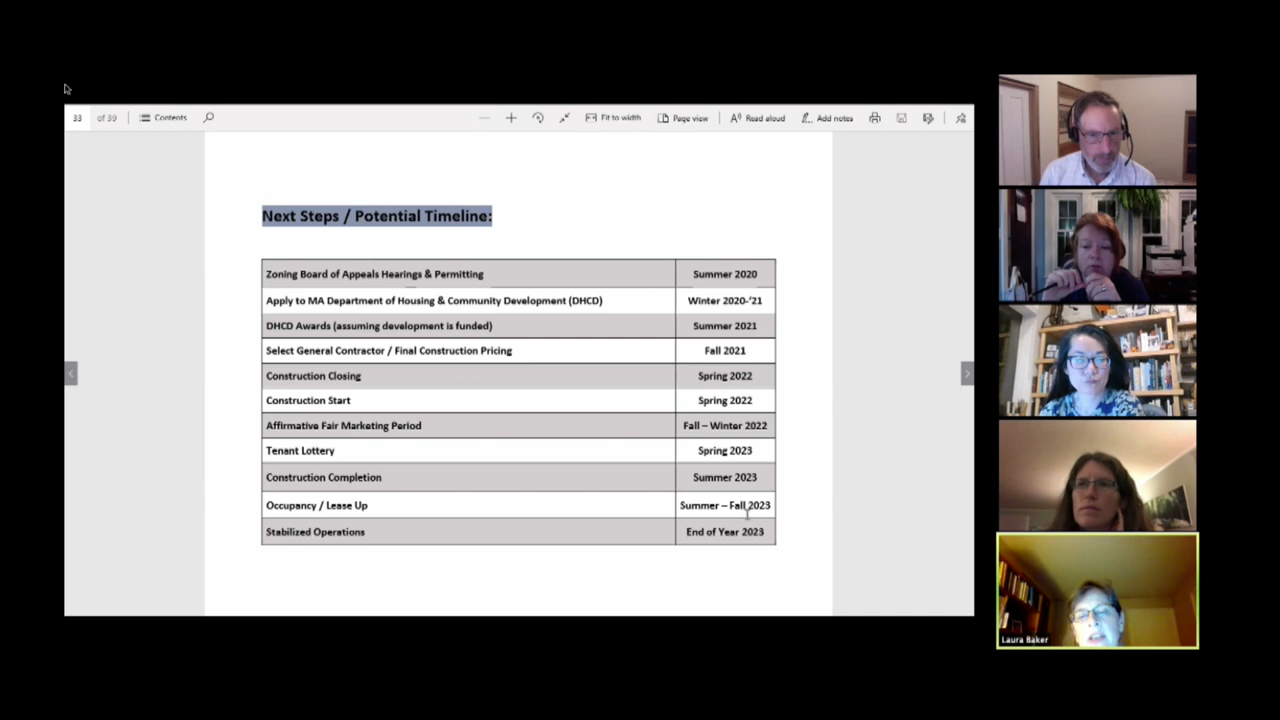 33 of 39 Contents Fit to width Page view Read aloud Add notes
Next Steps / Potential Timeline:
Zoning Board of Appeals Hearings & Permitting Summer 2020
Apply to MA Department of Housing & Community Development (DHCD) Winter 2020-'21
DHCD Awards (assuming development is funded) Summer 2021
Select General Contractor / Final Construction Pricing Fall 2021
Construction Closing Spring 2022
Construction Start Spring 2022
Affirmative Fair Marketing Period Fall – Winter 2022
Tenant Lottery Spring 2023
Construction Completion Summer 2023
Occupancy / Lease Up Summer – Fall 2023
Stabilized Operations End of Year 2023
Laura Baker